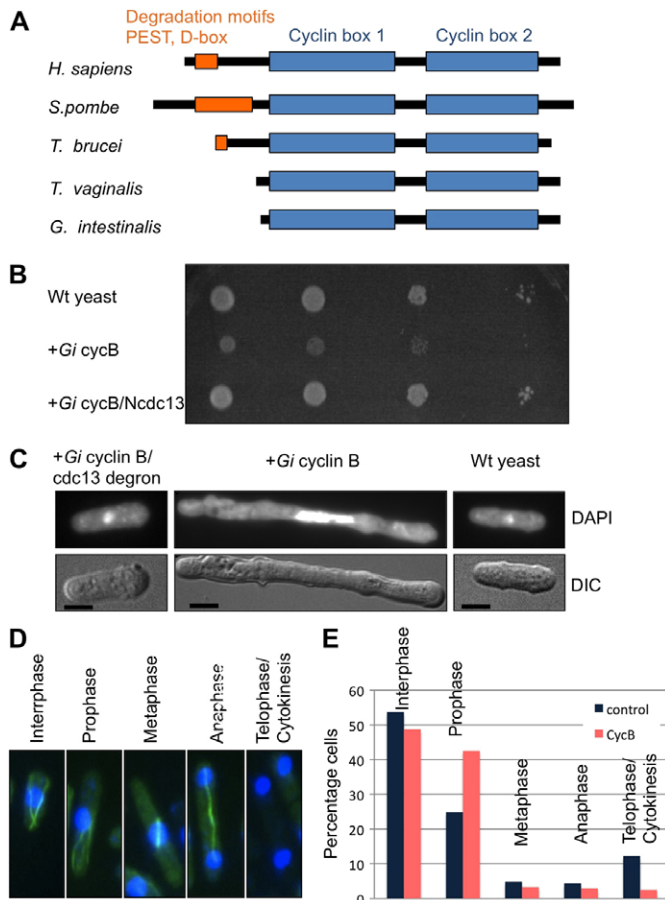 A
Degradation motifs
PEST, D-box
Cyclin box 1
Cyclin box 2
H. sapiens
S.pombe
T. brucei
T. vaginalis
G. intestinalis
B
Wt yeast
+Gi cycB
+Gi cycB/Ncdc13
C
+Gi cyclin B/
cdc13 degron
+Gi cyclin B
Wt yeast
DAPI
DIC
D
Interrphase
Prophase
Metaphase
Anaphase
Telophase/
Cytokinesis
E
Percentage cells
60
50
40
30
20
10
0
Interphase
Prophase
Metaphase
Anaphase
Telophase/
Cytokinesis
control
CycB